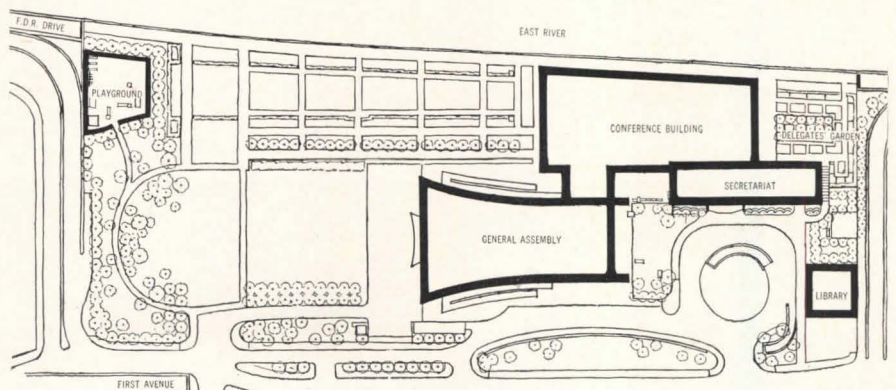 F.D.R. DRIVE
EAST RIVER
PLAYGROUND
CONFERENCE BUILDING
DELEGATES' GARDEN
SECRETARIAT
GENERAL ASSEMBLY
LIBRARY
FIRST AVENUE